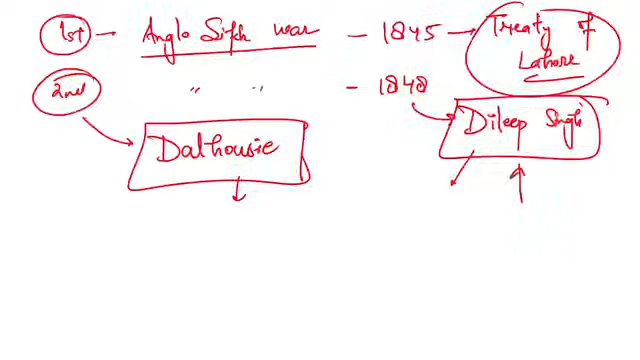 1st → Anglo Sikh war - 1845 → Treaty of Lahore
2nd " " - 1848
Dalhousie
Dileep Singh